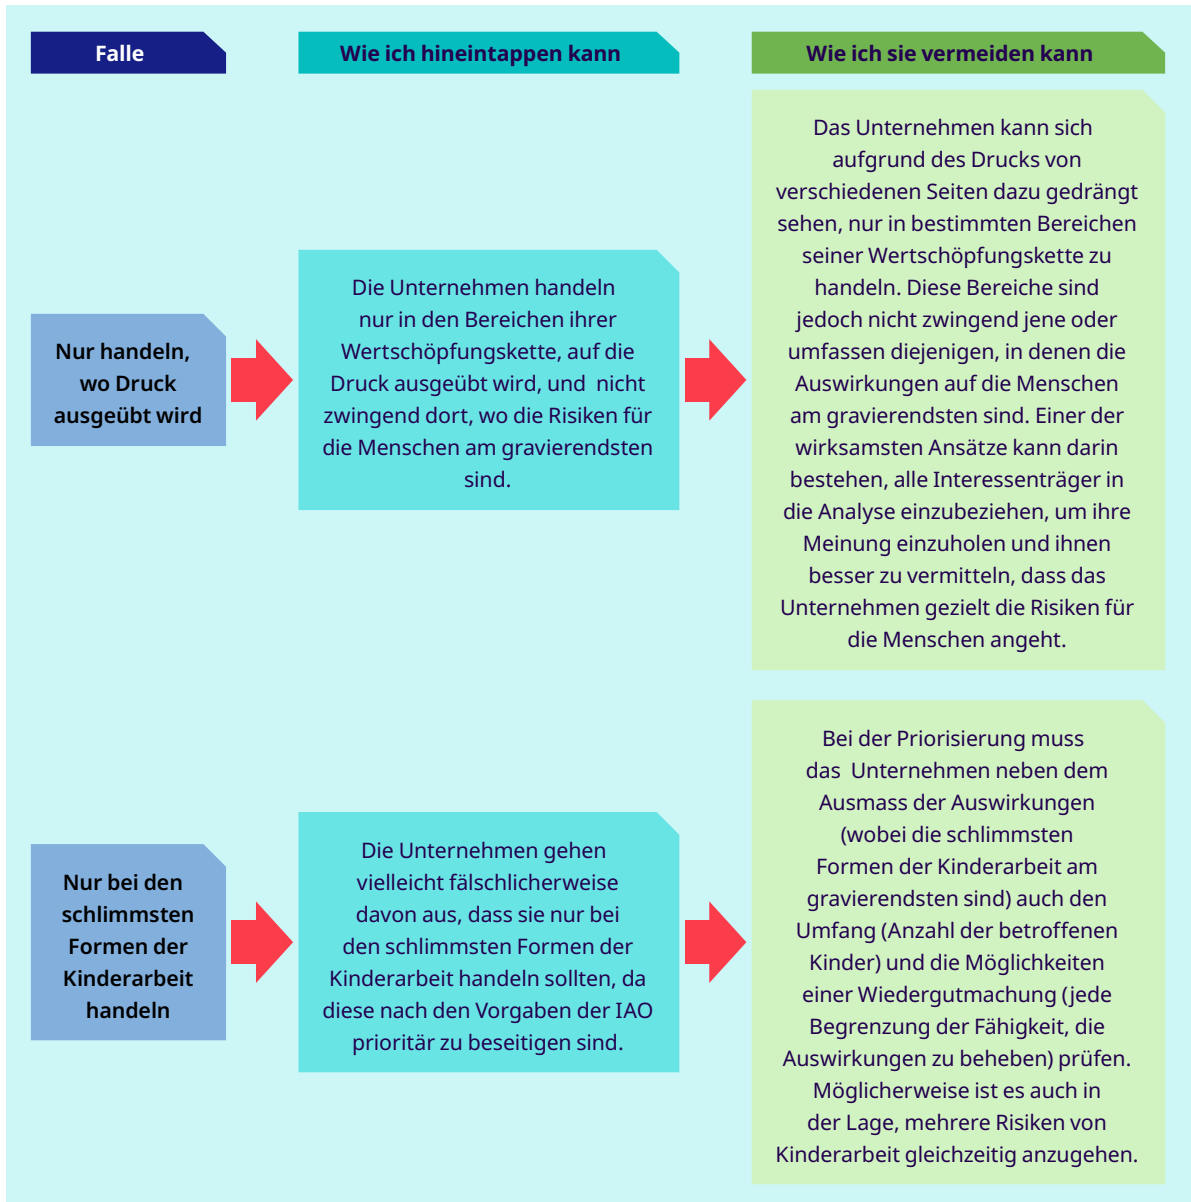 Falle
Wie ich hineintappen kann
Wie ich sie vermeiden kann
Nur handeln,
wo Druck
ausgeübt wird
Die Unternehmen handeln
nur in den Bereichen ihrer
Wertschöpfungskette, auf die
Druck ausgeübt wird, und  nicht
zwingend dort, wo die Risiken für
die Menschen am gravierendsten
sind.
Das Unternehmen kann sich
aufgrund des Drucks von
verschiedenen Seiten dazu gedrängt
sehen, nur in bestimmten Bereichen
seiner Wertschöpfungskette zu
handeln. Diese Bereiche sind
jedoch nicht zwingend jene oder
umfassen diejenigen, in denen die
Auswirkungen auf die Menschen
am gravierendsten sind. Einer der
wirksamsten Ansätze kann darin
bestehen, alle Interessenträger in
die Analyse einzubeziehen, um ihre
Meinung einzuholen und ihnen
besser zu vermitteln, dass das
Unternehmen gezielt die Risiken für
die Menschen angeht.
Nur bei den
schlimmsten
Formen der
Kinderarbeit
handeln
Die Unternehmen gehen
vielleicht fälschlicherweise
davon aus, dass sie nur bei
den schlimmsten Formen der
Kinderarbeit handeln sollten, da
diese nach den Vorgaben der IAO
prioritär zu beseitigen sind.
Bei der Priorisierung muss
das  Unternehmen neben dem
Ausmass der Auswirkungen
(wobei die schlimmsten
Formen der Kinderarbeit am
gravierendsten sind) auch den
Umfang (Anzahl der betroffenen
Kinder) und die Möglichkeiten
einer Wiedergutmachung (jede
Begrenzung der Fähigkeit, die
Auswirkungen zu beheben) prüfen.
Möglicherweise ist es auch in
der Lage, mehrere Risiken von
Kinderarbeit gleichzeitig anzugehen.